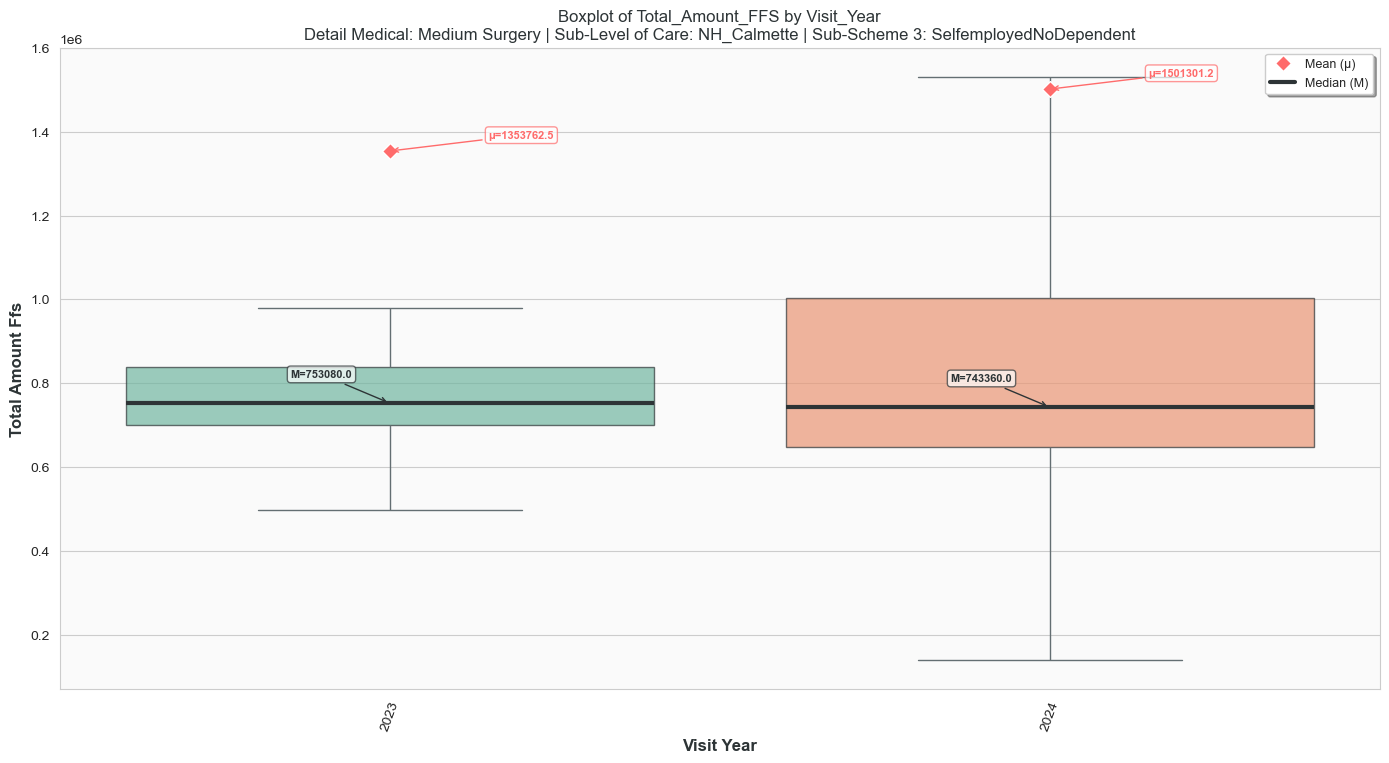 Boxplot of Total_Amount_FFS by Visit_Year
Detail Medical: Medium Surgery | Sub-Level of Care: NH_Calmette | Sub-Scheme 3: SelfemployedNoDependent
1e6
1.6
1.4
1.2
1.0
0.8
0.6
0.4
0.2
Total Amount Ffs
μ=1353762.5
M=753080.0
μ=1501301.2
M=743360.0
Mean (μ)
Median (M)
2023
2024
Visit Year